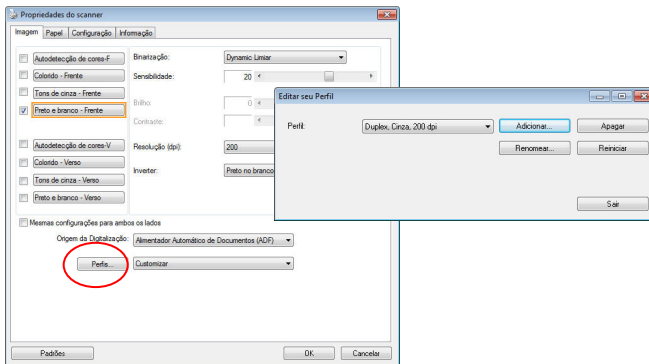 Propriedades do scanner
Imagem Papel Configuração Informação
Autodetecção de cores-F
Colorido - Frente
Tons de cinza - Frente
Preto e branco - Frente
Autodetecção de cores-V
Colorido - Verso
Tons de cinza - Verso
Preto e branco - Verso
Binarização: Dynamic Limiar
Sensibilidade: 20
Brilho: 0
Contraste:
Resolução (dpi): 200
Inverter: Preto no branco
Mesmas configurações para ambos os lados
Origem da Digitalização: Alimentador Automático de Documentos (ADF)
Perfis... Customizar
Padrões OK Cancelar
Editar seu Perfil
Perfil: Duplex, Cinza, 200 dpi Adicionar... Apagar
Renomear... Reiniciar
Sair